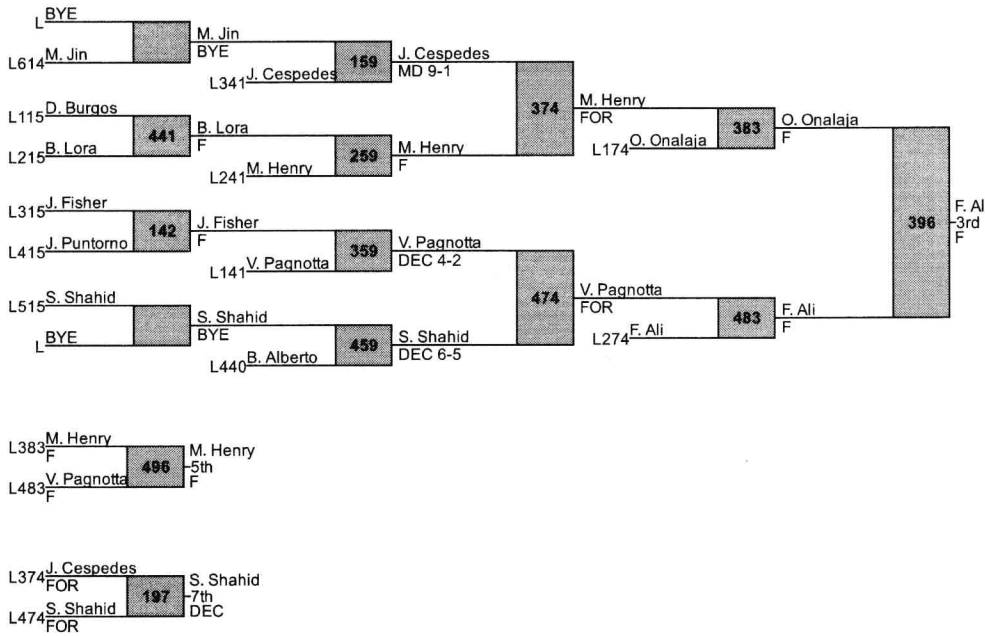 BYE
L
M. Jin
L614
M. Jin
BYE
159
J. Cespedes
L341
J. Cespedes
MD 9-1
D. Burgos
L115
441
B. Lora
L215
B. Lora
F
259
M. Henry
L241
M. Henry
F
374
M. Henry
FOR
383
O. Onalaja
L174
O. Onalaja
F
J. Fisher
L315
142
J. Puntorno
L415
J. Fisher
F
359
V. Pagnotta
L141
V. Pagnotta
DEC 4-2
S. Shahid
L515
BYE
L
S. Shahid
BYE
459
B. Alberto
L440
S. Shahid
DEC 6-5
474
V. Pagnotta
FOR
483
F. Ali
L274
F. Ali
F
396
F. Al
3rd
F
L383
M. Henry
F
496
L483
V. Pagnotta
F
M. Henry
5th
F
L374
J. Cespedes
FOR
197
L474
S. Shahid
FOR
S. Shahid
7th
DEC